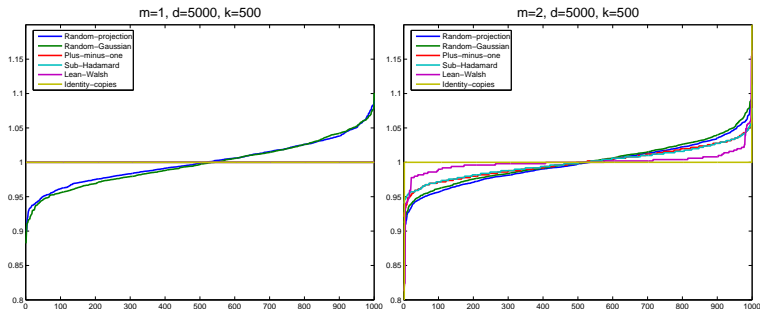 m=1, d=5000, k=500
1.15
1.1
1.05
1
0.95
0.9
0.85
0.8
0 100 200 300 400 500 600 700 800 900 1000
Random−projection
Random−Gaussian
Plus−minus−one
Sub−Hadamard
Lean−Walsh
Identity−copies
m=2, d=5000, k=500
1.15
1.1
1.05
1
0.95
0.9
0.85
0.8
0 100 200 300 400 500 600 700 800 900 1000
Random−projection
Random−Gaussian
Plus−minus−one
Sub−Hadamard
Lean−Walsh
Identity−copies